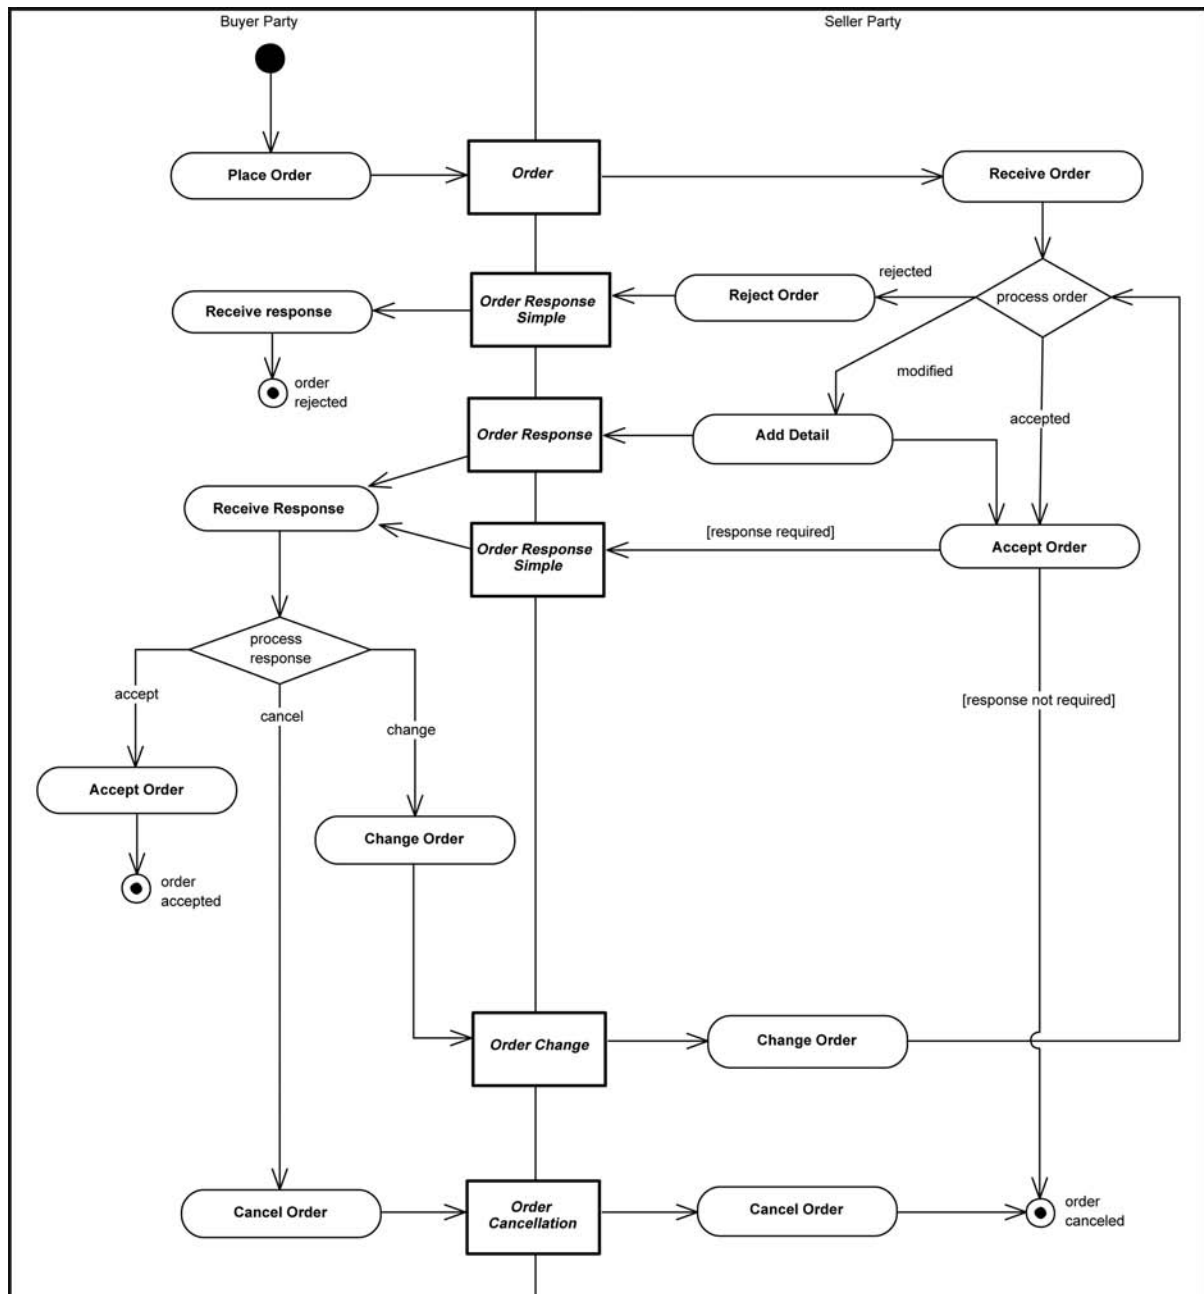 Buyer Party
Seller Party
Place Order
Order
Receive Order
rejected
Receive response
Order Response
Simple
Reject Order
process order
order
rejected
modified
accepted
Order Response
Add Detail
Receive Response
[response required]
Order Response
Simple
Accept Order
process
response
accept
cancel
change
[response not required]
Accept Order
Change Order
order
accepted
Order Change
Change Order
Cancel Order
Order
Cancellation
Cancel Order
order
canceled